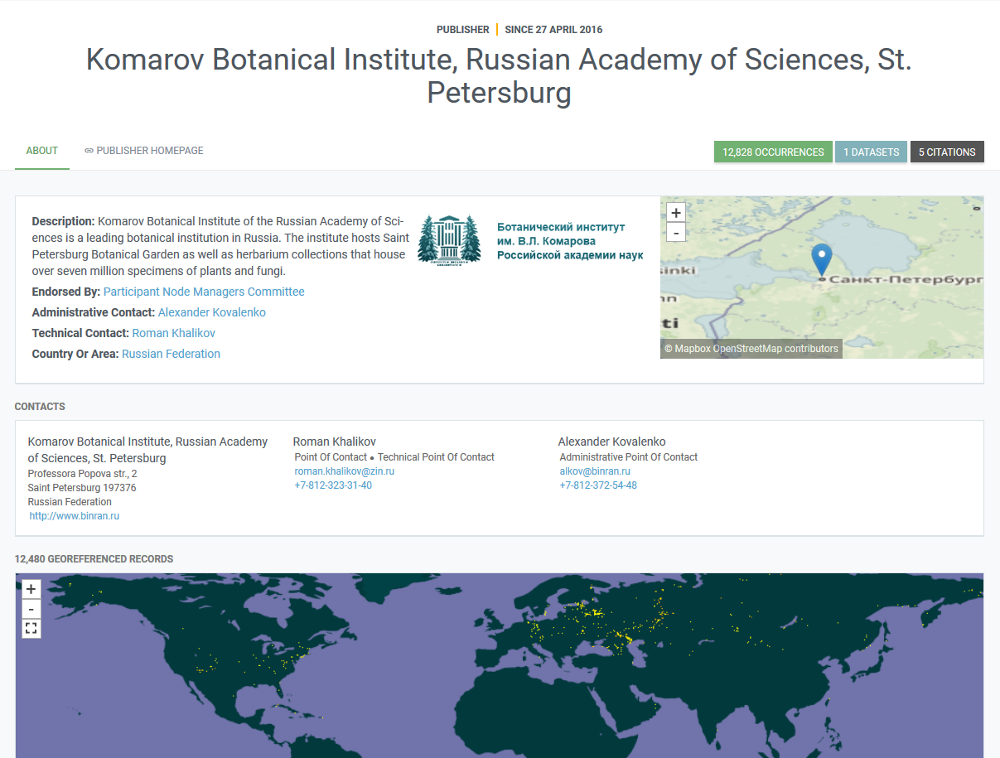 PUBLISHER | SINCE 27 APRIL 2016
Komarov Botanical Institute, Russian Academy of Sciences, St.
Petersburg
ABOUT
PUBLISHER HOMEPAGE
12,828 OCCURRENCES
1 DATASETS
5 CITATIONS
Description: Komarov Botanical Institute of the Russian Academy of Sci-
ences is a leading botanical institution in Russia. The institute hosts Saint
Petersburg Botanical Garden as well as herbarium collections that house
over seven million specimens of plants and fungi.
Endorsed By: Participant Node Managers Committee
Administrative Contact: Alexander Kovalenko
Technical Contact: Roman Khalikov
Country Or Area: Russian Federation
Ботанический институт
им. В.Л. Комарова
Российской академии наук
+
-
sinki
Санкт-Петербург
nn
ti
© Mapbox OpenStreetMap contributors
CONTACTS
Komarov Botanical Institute, Russian Academy
of Sciences, St. Petersburg
Professora Popova str., 2
Saint Petersburg 197376
Russian Federation
http://www.binran.ru
Roman Khalikov
Point Of Contact • Technical Point Of Contact
roman.khalikov@zin.ru
+7-812-323-31-40
Alexander Kovalenko
Administrative Point Of Contact
alkov@binran.ru
+7-812-372-54-48
12,480 GEOREFERENCED RECORDS
+
-